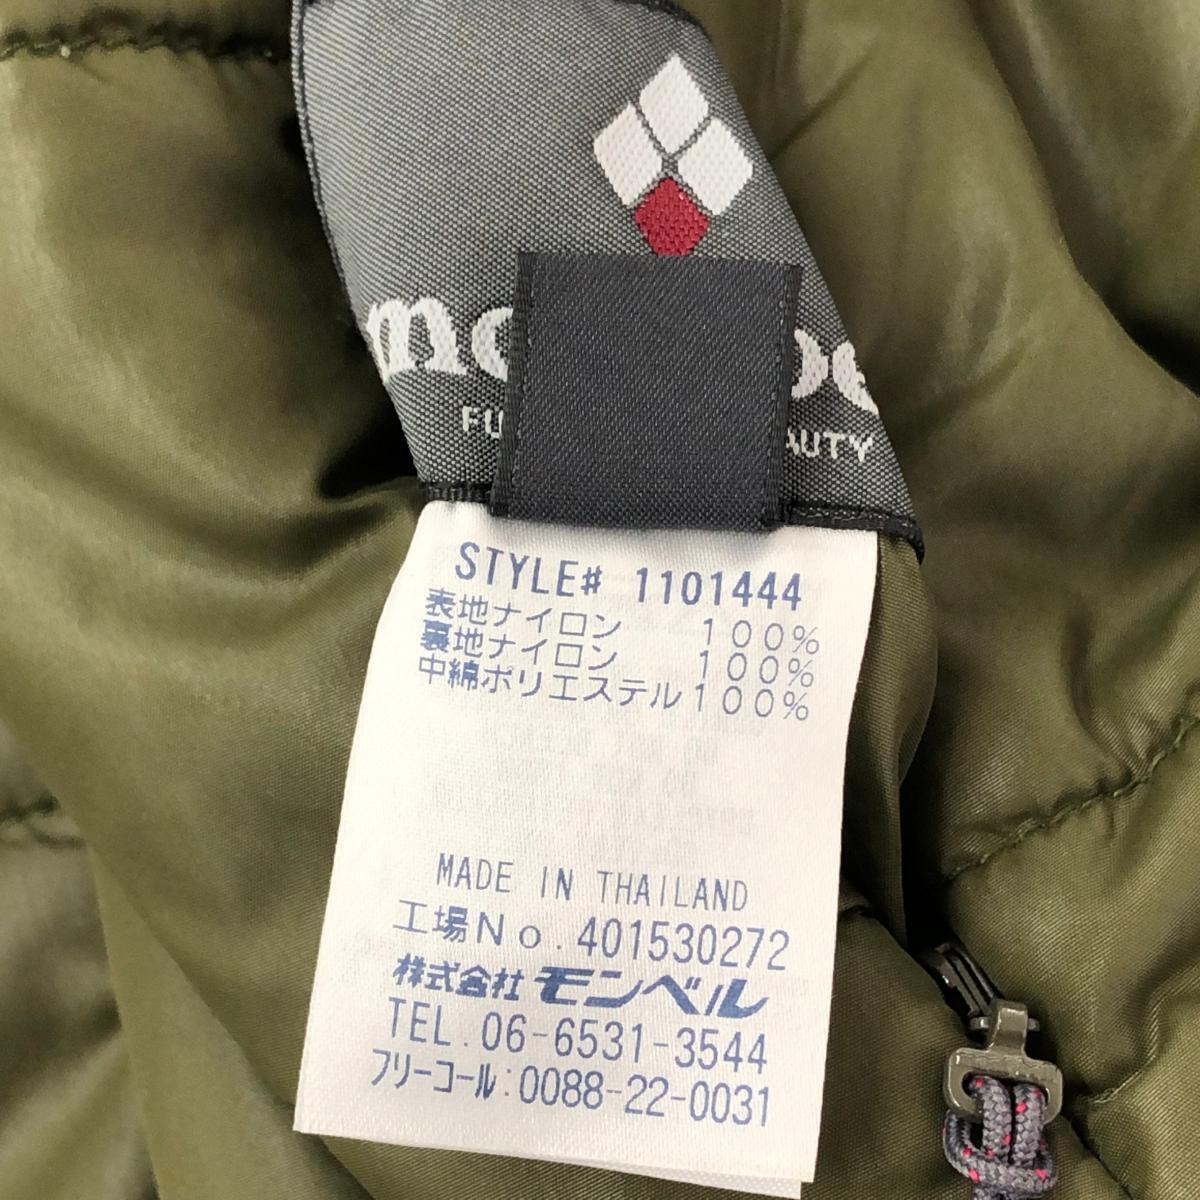 STYLE# 1101444
表地ナイロン 100%
裏地ナイロン 100%
中綿ポリエステル100%
MADE IN THAILAND
工場No.401530272
株式会社モンベル
TEL.06-6531-3544
フリーコール:0088-22-0031